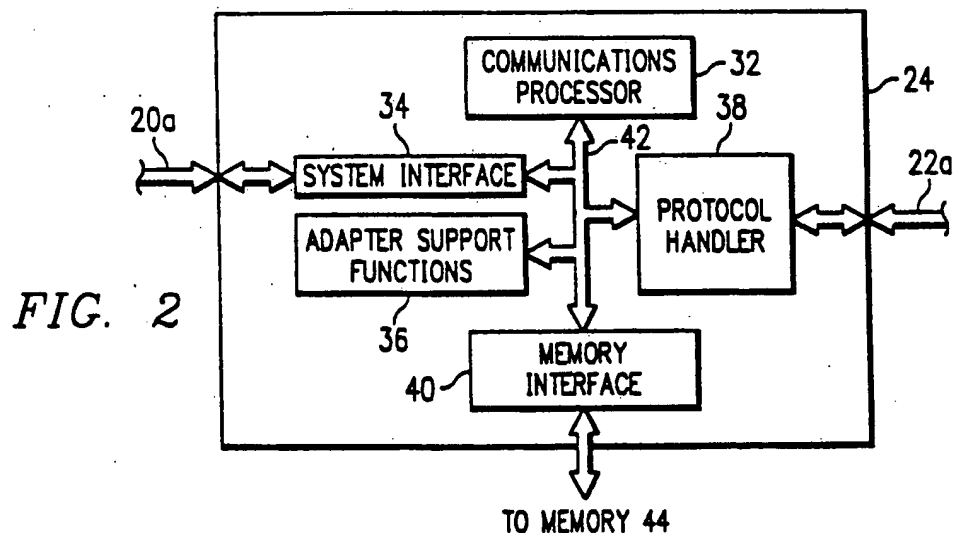 COMMUNICATIONS
PROCESSOR
32
24
20a
34
42
38
22a
SYSTEM INTERFACE
PROTOCOL
HANDLER
ADAPTER SUPPORT
FUNCTIONS
FIG. 2
36
40
MEMORY
INTERFACE
TO MEMORY 44